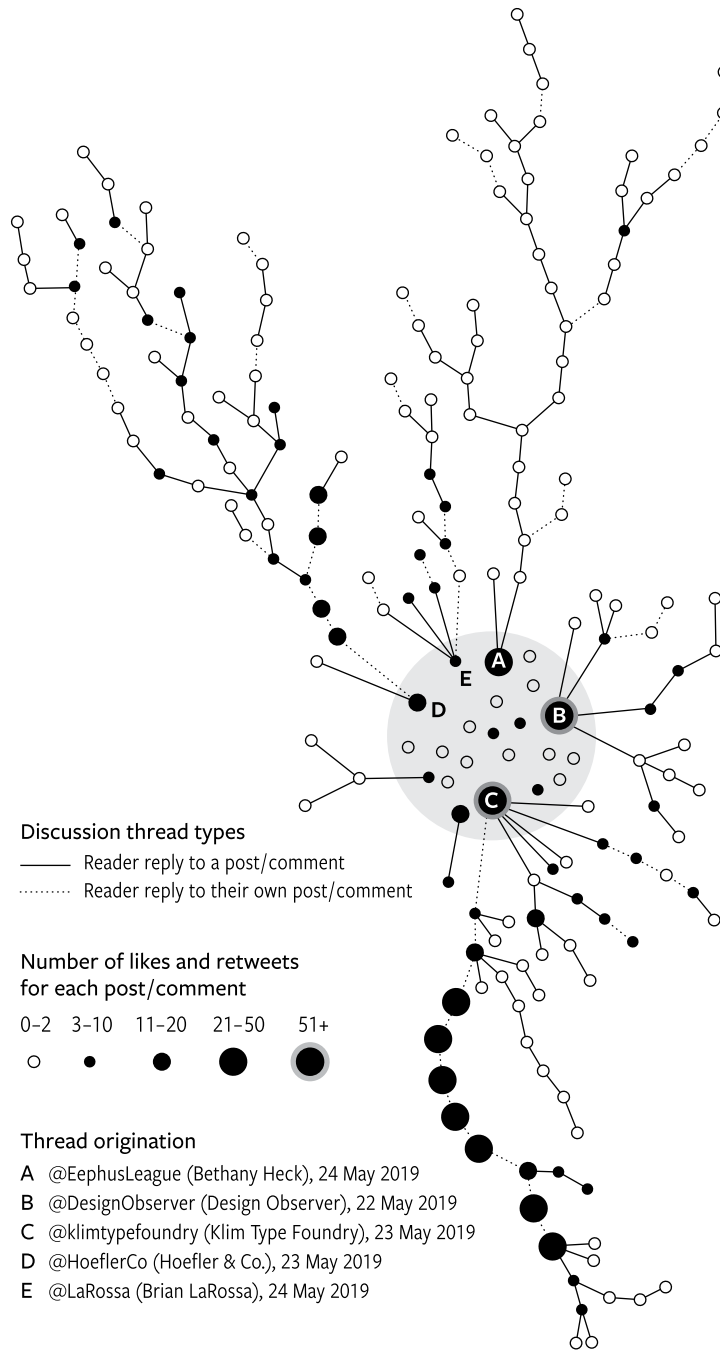 A
E
B
D
C
Discussion thread types
Reader reply to a post/comment
Reader reply to their own post/comment
Number of likes and retweets
for each post/comment
0–2 3–10 11–20 21–50 51+
Thread origination
A @EephusLeague (Bethany Heck), 24 May 2019
B @DesignObserver (Design Observer), 22 May 2019
C @klimtypefoundry (Klim Type Foundry), 23 May 2019
D @HoeflerCo (Hoefler & Co.), 23 May 2019
E @LaRossa (Brian LaRossa), 24 May 2019